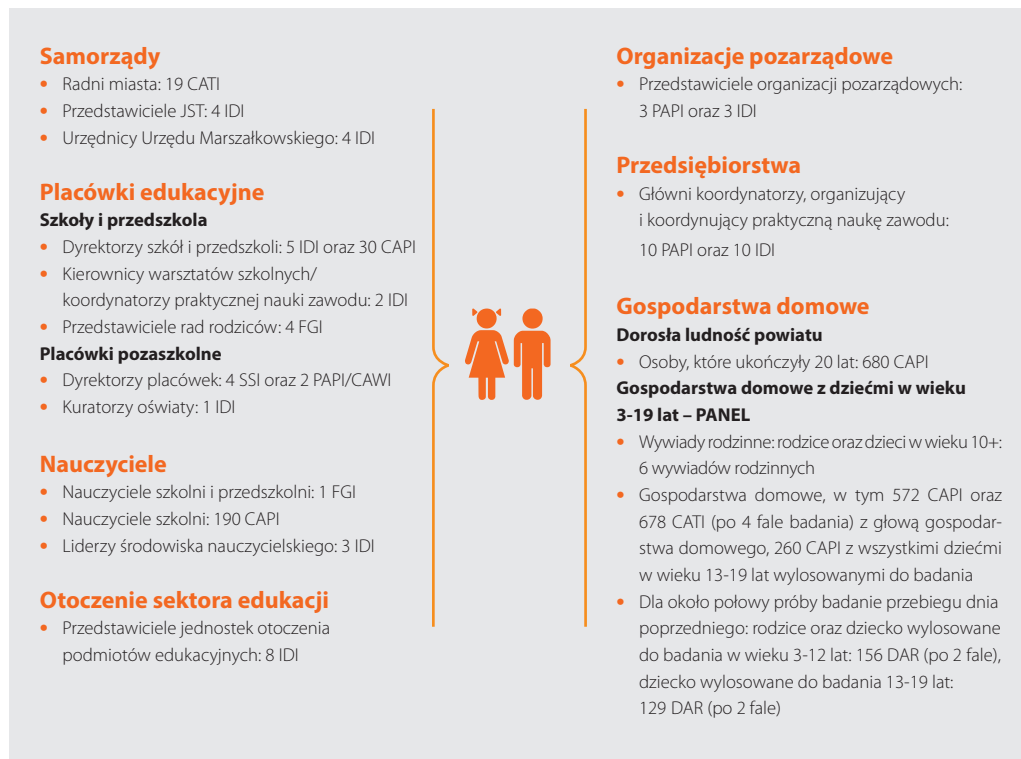 Samorządy
• Radni miasta: 19 CATI
• Przedstawiciele JST: 4 IDI
• Urzędnicy Urzędu Marszałkowskiego: 4 IDI
Placówki edukacyjne
Szkoły i przedszkola
• Dyrektorzy szkół i przedszkoli: 5 IDI oraz 30 CAPI
• Kierownicy warsztatów szkolnych/
koordynatorzy praktycznej nauki zawodu: 2 IDI
• Przedstawiciele rad rodziców: 4 FGI
Placówki pozaszkolne
• Dyrektorzy placówek: 4 SSI oraz 2 PAPI/CAWI
• Kuratorzy oświaty: 1 IDI
Nauczyciele
• Nauczyciele szkolni i przedszkolni: 1 FGI
• Nauczyciele szkolni: 190 CAPI
• Liderzy środowiska nauczycielskiego: 3 IDI
Otoczenie sektora edukacji
• Przedstawiciele jednostek otoczenia
podmiotów edukacyjnych: 8 IDI
Organizacje pozarządowe
• Przedstawiciele organizacji pozarządowych:
3 PAPI oraz 3 IDI
Przedsiębiorstwa
• Główni koordynatorzy, organizujący
i koordynujący praktyczną naukę zawodu:
10 PAPI oraz 10 IDI
Gospodarstwa domowe
Dorosła ludność powiatu
• Osoby, które ukończyły 20 lat: 680 CAPI
Gospodarstwa domowe z dziećmi w wieku
3-19 lat – PANEL
• Wywiady rodzinne: rodzice oraz dzieci w wieku 10+:
6 wywiadów rodzinnych
• Gospodarstwa domowe, w tym 572 CAPI oraz
678 CATI (po 4 fale badania) z głową gospodar-
stwa domowego, 260 CAPI z wszystkimi dziećmi
w wieku 13-19 lat wylosowanymi do badania
• Dla około połowy próby badanie przebiegu dnia
poprzedniego: rodzice oraz dziecko wylosowane
do badania w wieku 3-12 lat: 156 DAR (po 2 fale),
dziecko wylosowane do badania 13-19 lat:
129 DAR (po 2 fale)